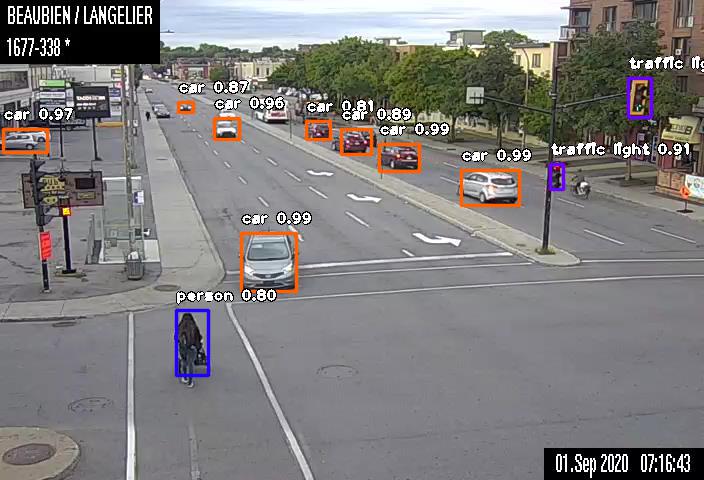 BEAUBIEN / LANGELIER
1677-338 *
traffic lig
car 0.87
car 0.96
car 0.81
car 0.97
car 0.89
car 0.99
traffic light 0.91
car 0.99
car 0.99
person 0.80
01.Sep 2020 07:16:43